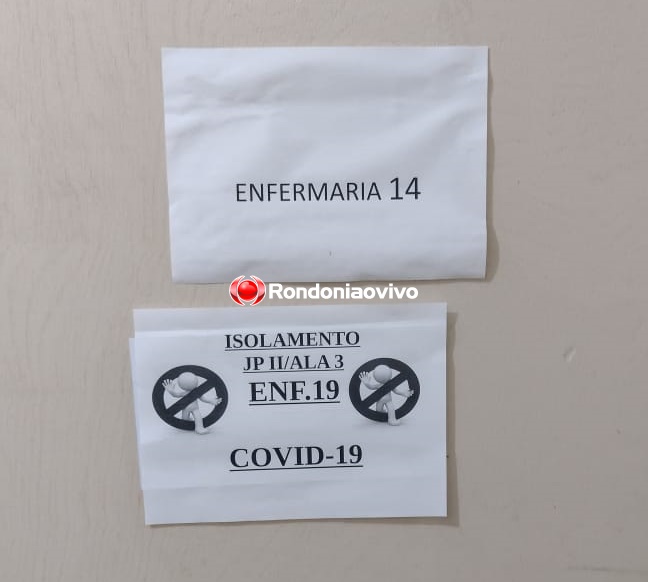 ENFERMARIA 14
Rondoniaovivo
ISOLAMENTO
JP II/ALA 3
ENF.19
COVID-19